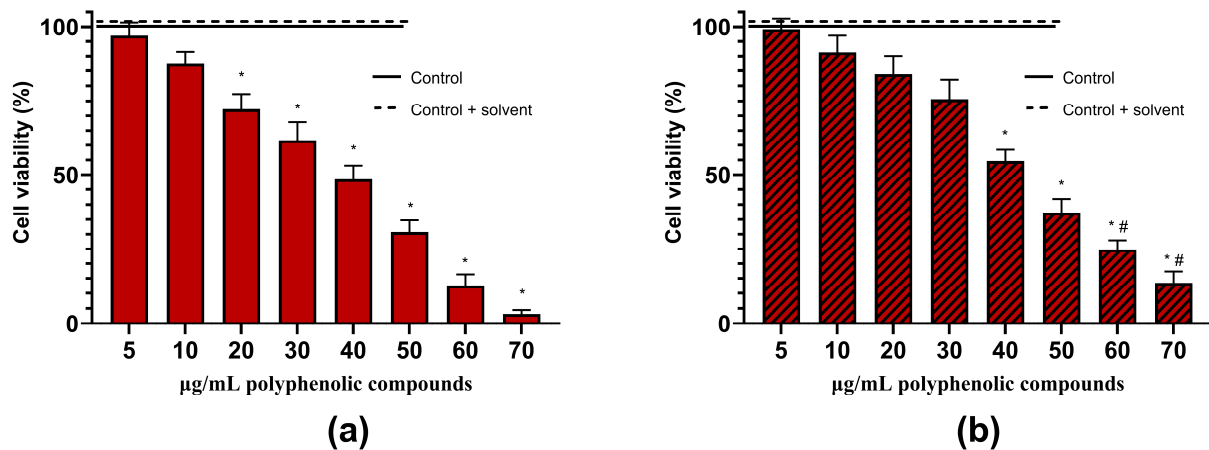 Cell viability (%)
100
50
0
* * * * * *
Control
Control + solvent
5 10 20 30 40 50 60 70
µg/mL polyphenolic compounds
(a)
Cell viability (%)
100
50
0
* * * # * #
Control
Control + solvent
5 10 20 30 40 50 60 70
µg/mL polyphenolic compounds
(b)